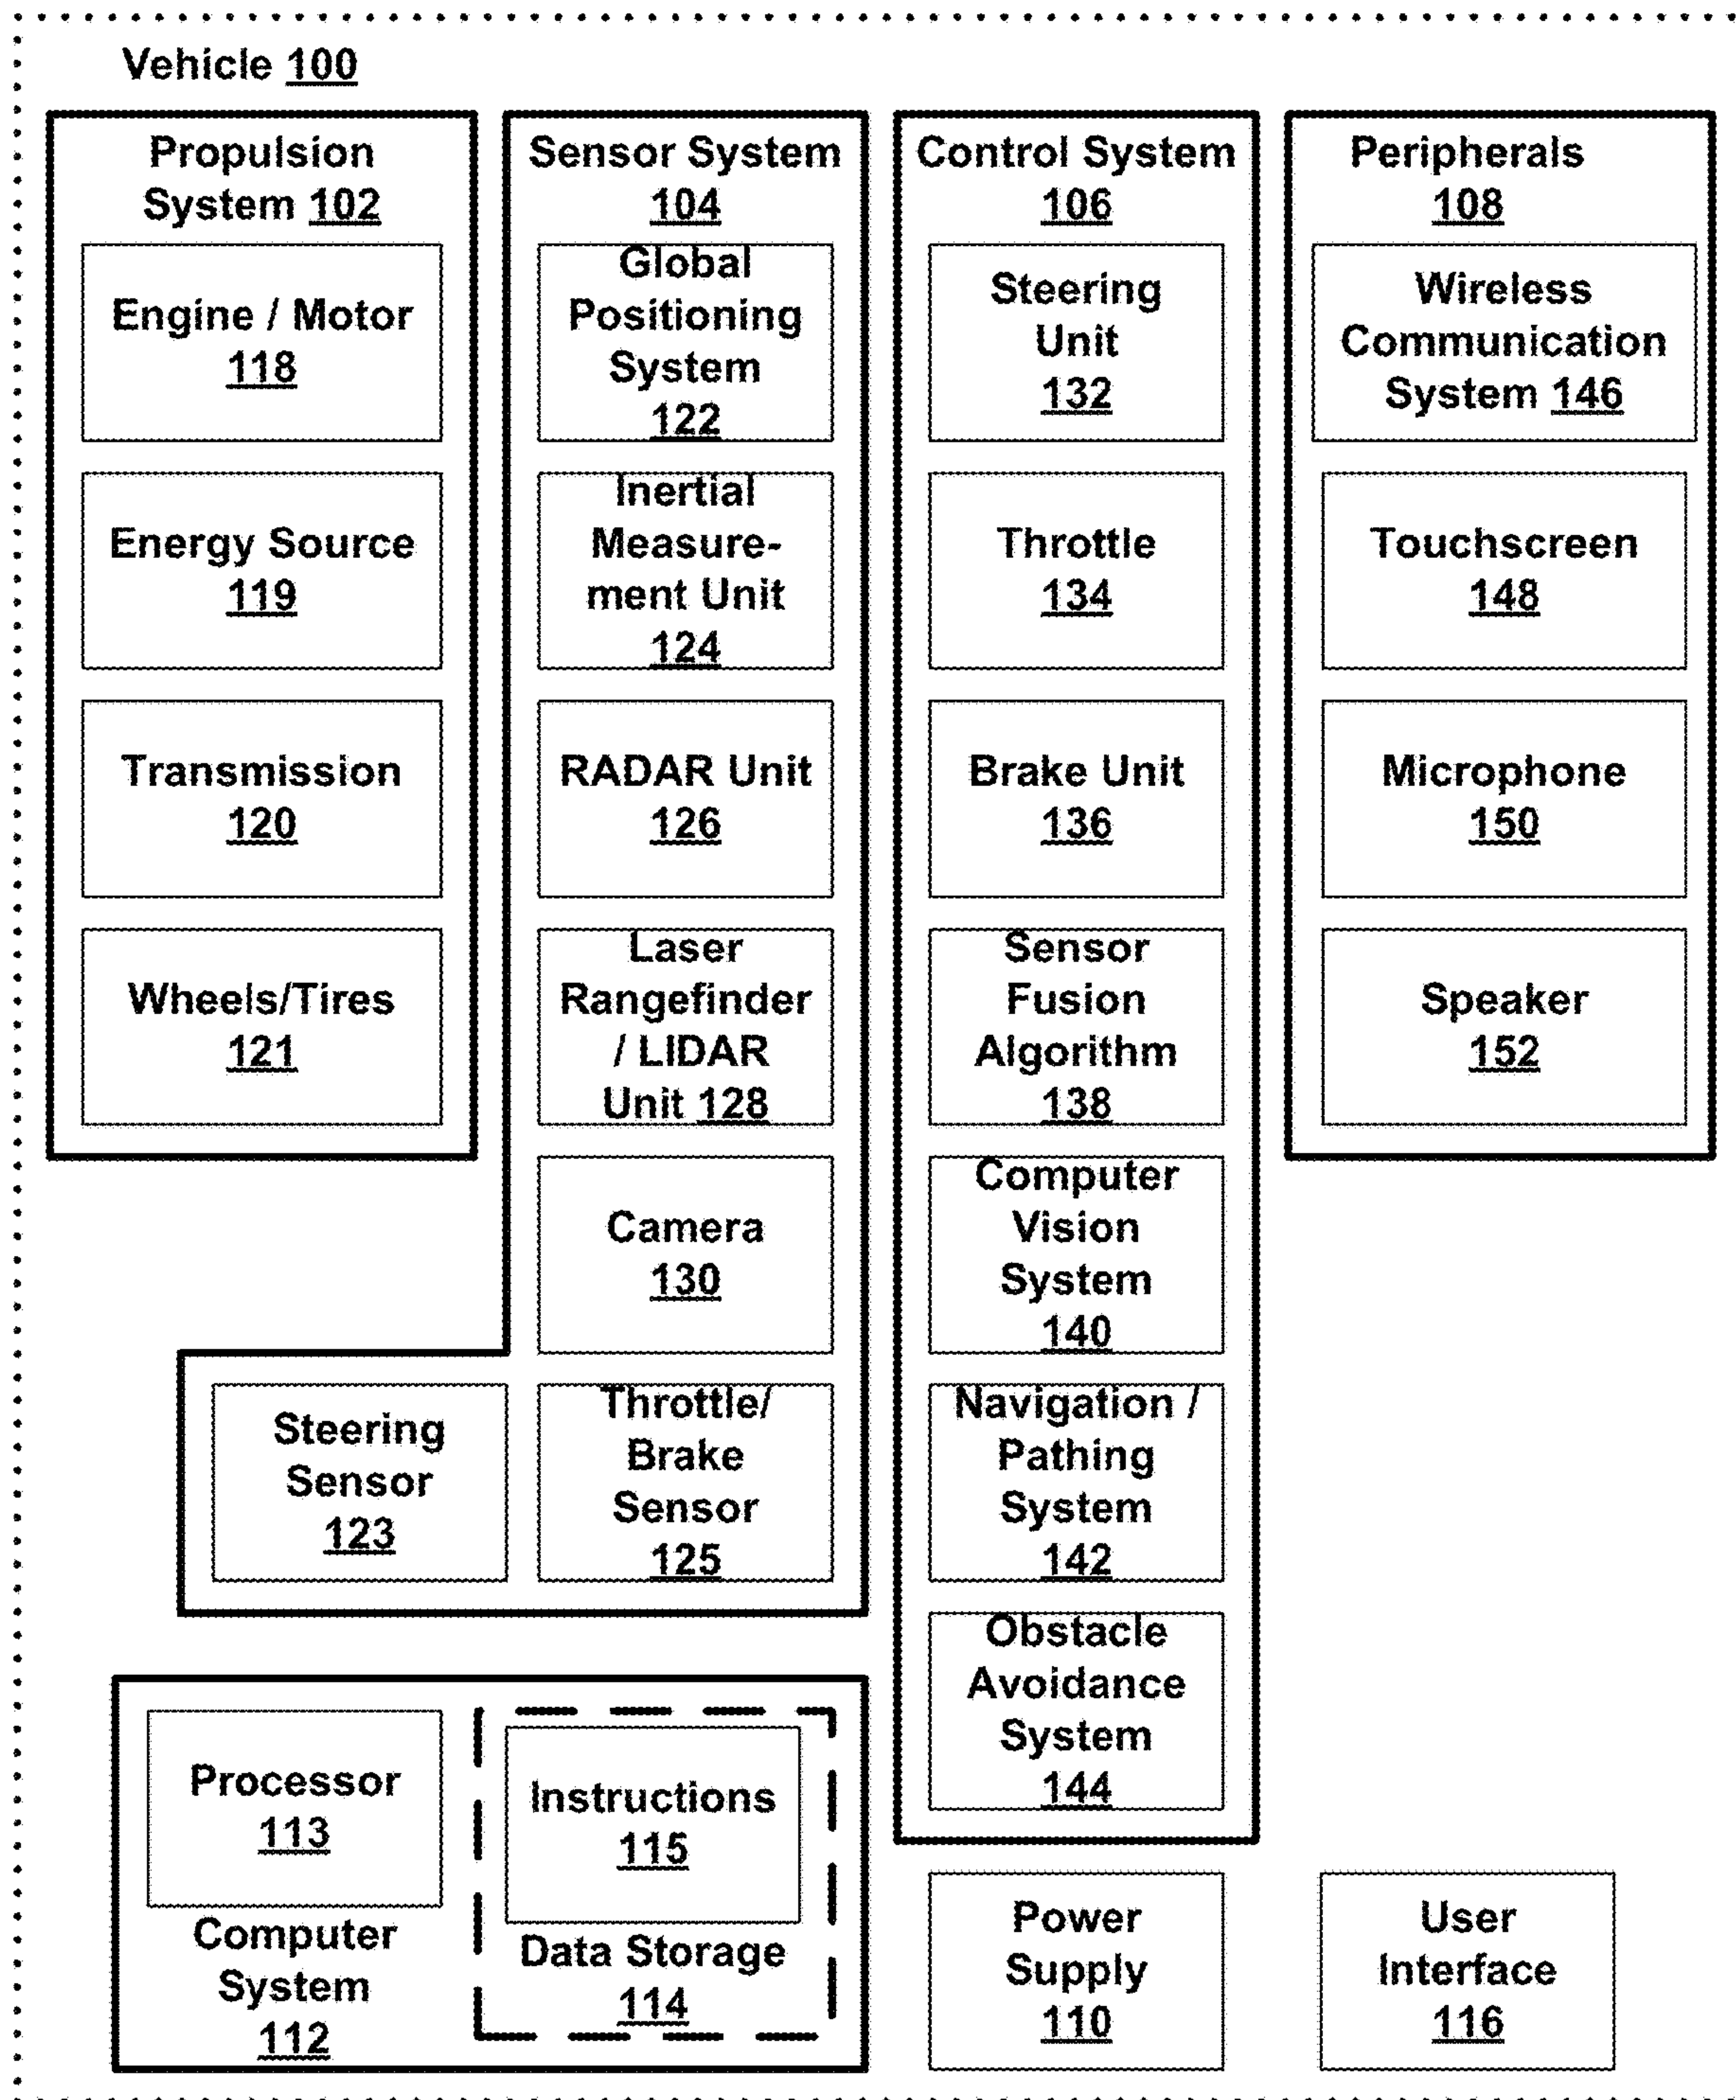 Vehicle 100
Propulsion
System 102
Engine / Motor
118
Energy Source
119
Transmission
120
Wheels/Tires
121
Sensor System
104
Global
Positioning
System
122
Inertial
Measure-
ment Unit
124
RADAR Unit
126
Laser
Rangefinder
/ LIDAR
Unit 128
Camera
130
Steering
Sensor
123
Throttle/
Brake
Sensor
125
Control System
106
Steering
Unit
132
Throttle
134
Brake Unit
136
Sensor
Fusion
Algorithm
138
Computer
Vision
System
140
Navigation /
Pathing
System
142
Obstacle
Avoidance
System
144
Peripherals
108
Wireless
Communication
System 146
Touchscreen
148
Microphone
150
Speaker
152
Processor
113
Computer
System
112
Instructions
115
Data Storage
114
Power
Supply
110
User
Interface
116